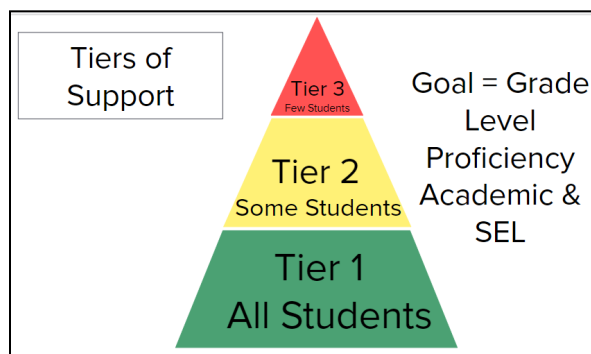 Tiers of
Support
Tier 3
Few Students
Tier 2
Some Students
Tier 1
All Students
Goal = Grade
Level
Proficiency
Academic &
SEL